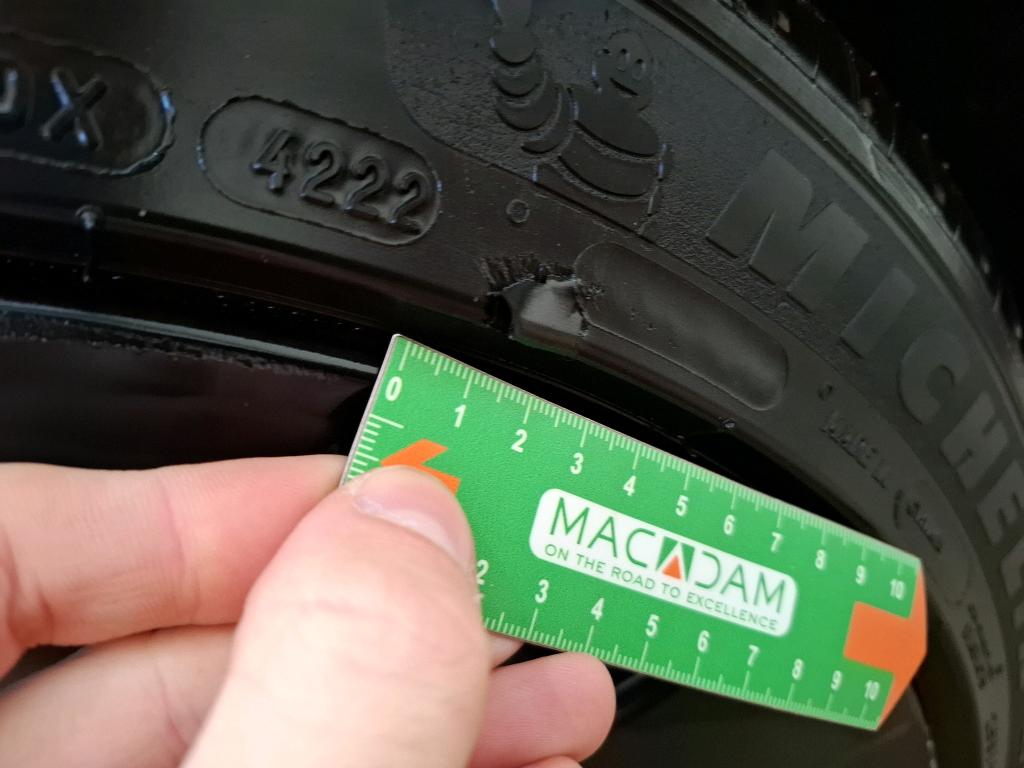 X
4222
MICHELIN
0 1 2 3 4 5 6 7 8 9 10
MACADAM
ON THE ROAD TO EXCELLENCE
2 3 4 5 6 7 8 9 10